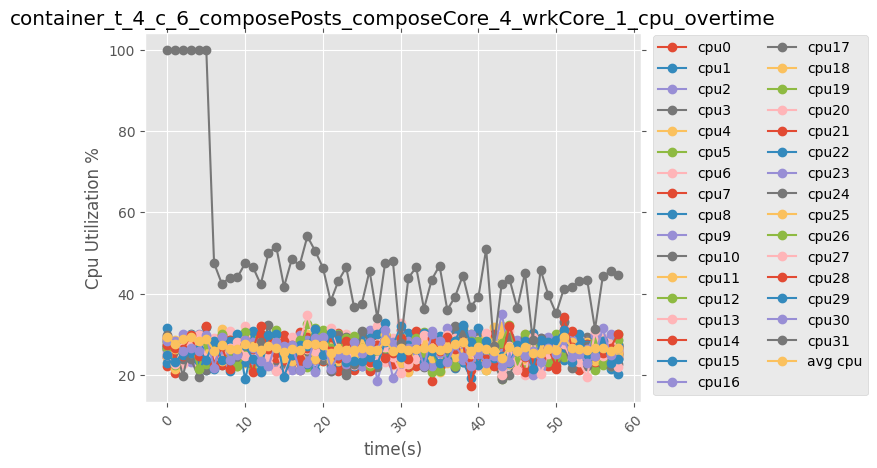 container_t_4_c_6_composePosts_composeCore_4_wrkCore_1_cpu_overtime
Cpu Utilization %
100
80
60
40
20
0
10
20
30
40
50
60
time(s)
cpu0
cpu1
cpu2
cpu3
cpu4
cpu5
cpu6
cpu7
cpu8
cpu9
cpu10
cpu11
cpu12
cpu13
cpu14
cpu15
cpu16
cpu17
cpu18
cpu19
cpu20
cpu21
cpu22
cpu23
cpu24
cpu25
cpu26
cpu27
cpu28
cpu29
cpu30
cpu31
avg cpu